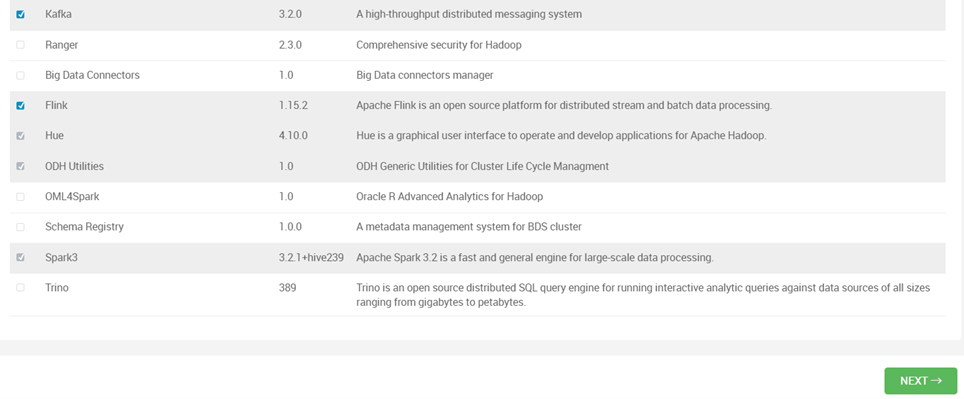 Kafka 3.2.0 A high-throughput distributed messaging system
Ranger 2.3.0 Comprehensive security for Hadoop
Big Data Connectors 1.0 Big Data connectors manager
Flink 1.15.2 Apache Flink is an open source platform for distributed stream and batch data processing.
Hue 4.10.0 Hue is a graphical user interface to operate and develop applications for Apache Hadoop.
ODH Utilities 1.0 ODH Generic Utilities for Cluster Life Cycle Managment
OML4Spark 1.0 Oracle R Advanced Analytics for Hadoop
Schema Registry 1.0.0 A metadata management system for BDS cluster
Spark3 3.2.1+hive239 Apache Spark 3.2 is a fast and general engine for large-scale data processing.
Trino 389 Trino is an open source distributed SQL query engine for running interactive analytic queries against data sources of all sizes
ranging from gigabytes to petabytes.
NEXT →